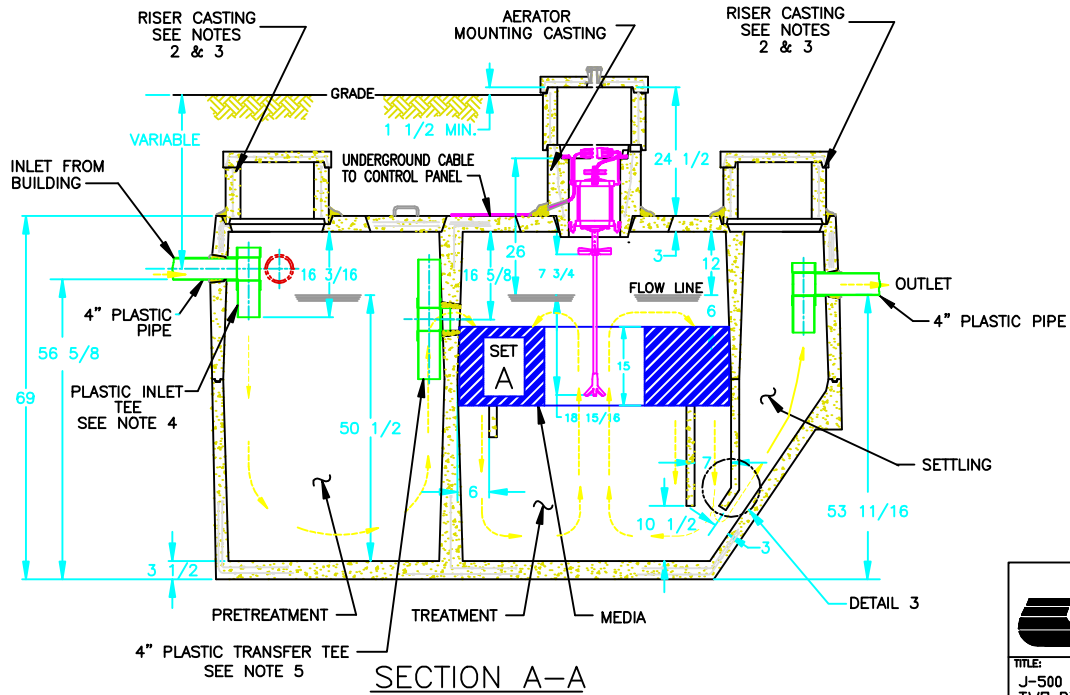 RISER CASTING
SEE NOTES
2 & 3
AERATOR
MOUNTING CASTING
RISER CASTING
SEE NOTES
2 & 3
GRADE
VARIABLE
1 1/2 MIN.
24 1/2
INLET FROM
BUILDING
UNDERGROUND CABLE
TO CONTROL PANEL
26
3
12
16 3/16
16 5/8
7 3/4
FLOW LINE
6
OUTLET
4" PLASTIC
PIPE
4" PLASTIC PIPE
56 5/8
69
SET
A
15
PLASTIC INLET
TEE
SEE NOTE 4
50 1/2
18 15/16
7
SETTLING
6
10 1/2
53 11/16
3
3 1/2
DETAIL 3
PRETREATMENT
TREATMENT
MEDIA
4" PLASTIC TRANSFER TEE
SEE NOTE 5
SECTION A-A
TITLE:
J-500